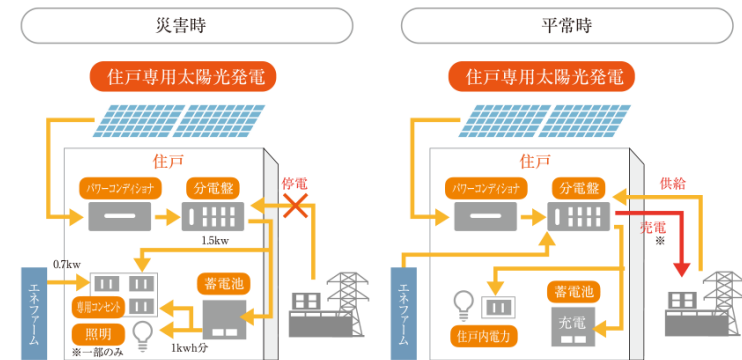 災害時
住戸専用太陽光発電
住戸
パワーコンディショナ
分電盤
停電
1.5kw
0.7kw
エネファーム
専用コンセント
蓄電池
照明
※一部のみ
1kwh分
平常時
住戸専用太陽光発電
住戸
パワーコンディショナ
分電盤
供給
売電
※
エネファーム
蓄電池
充電
住戸内電力